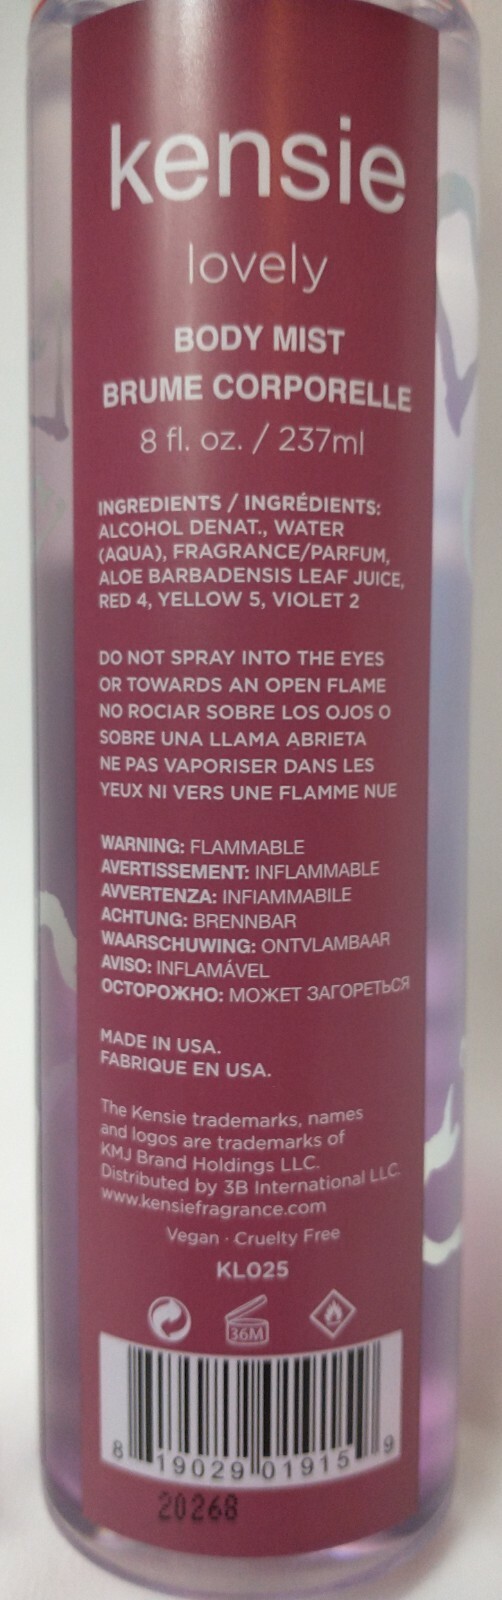 kensie
lovely
BODY MIST
BRUME CORPORELLE
8 fl. oz. / 237ml
INGREDIENTS / INGRÉDIENTS:
ALCOHOL DENAT., WATER
(AQUA), FRAGRANCE/PARFUM,
ALOE BARBADENSIS LEAF JUICE,
RED 4, YELLOW 5, VIOLET 2
DO NOT SPRAY INTO THE EYES
OR TOWARDS AN OPEN FLAME
NO ROCIAR SOBRE LOS OJOS O
SOBRE UNA LLAMA ABRIETA
NE PAS VAPORISER DANS LES
YEUX NI VERS UNE FLAMME NUE
WARNING: FLAMMABLE
AVERTISSEMENT: INFLAMMABLE
AVVERTENZA: INFIAMMABILE
ACHTUNG: BRENNBAR
WAARSCHUWING: ONTVLAMBAAR
AVISO: INFLAMÁVEL
ОСТОРОЖНО: МОЖЕТ ЗАГОРЕТЬСЯ
MADE IN USA.
FABRIQUE EN USA.
The Kensie trademarks, names
and logos are trademarks of
KMJ Brand Holdings LLC.
Distributed by 3B International LLC.
www.kensiefragrance.com
Vegan · Cruelty Free
KL025
36M
8 19029 01915 9
20268